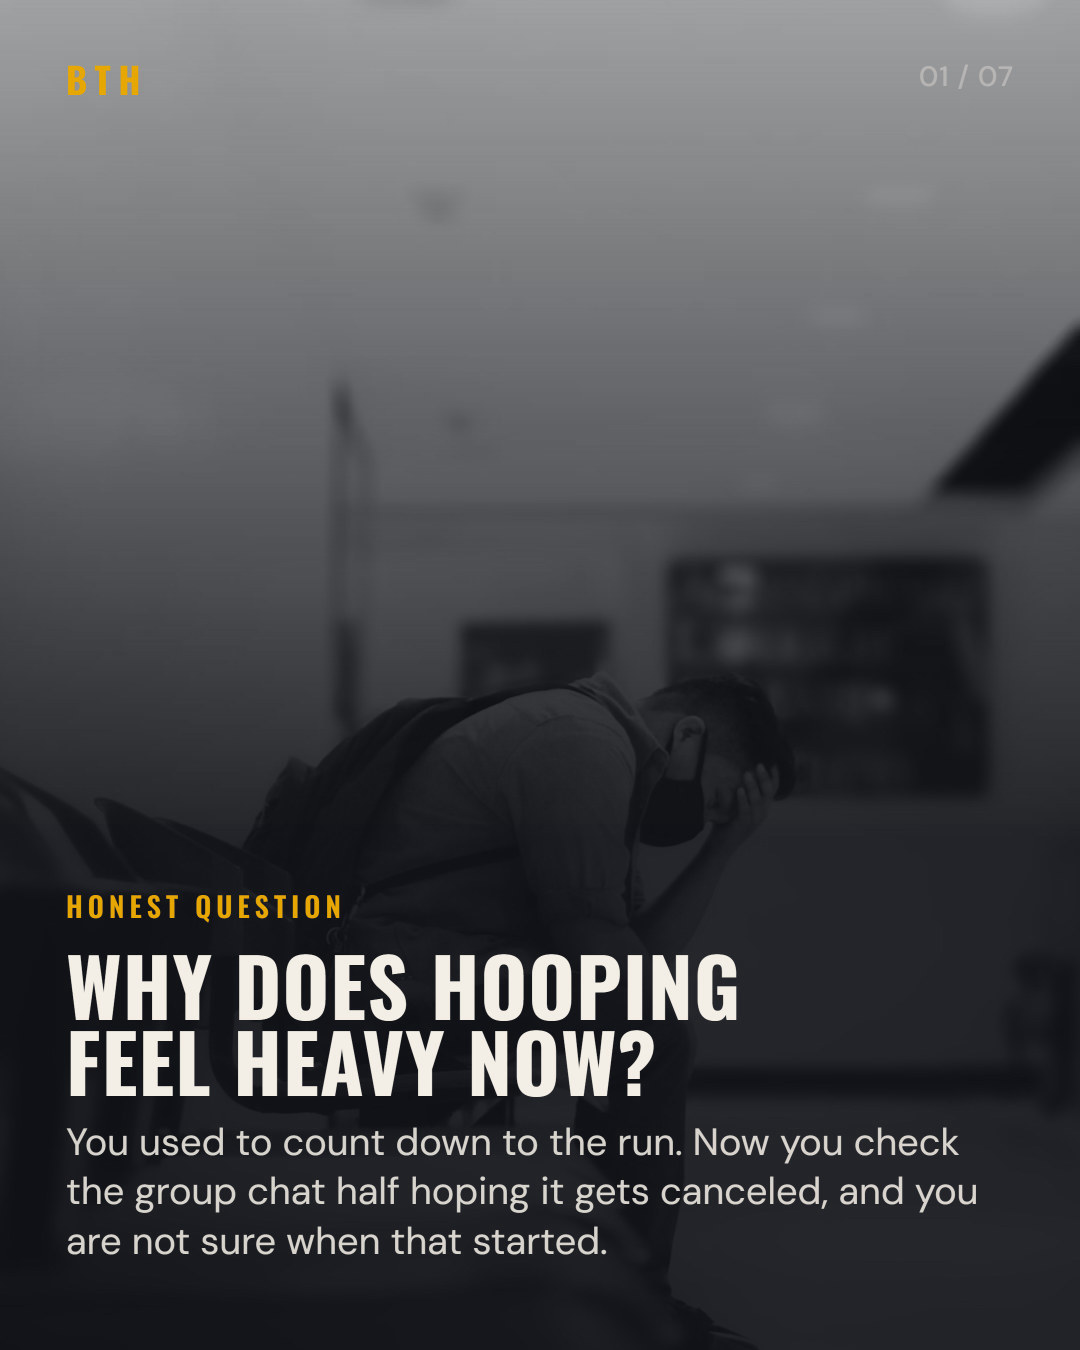 BTH
01 / 07
HONEST QUESTION
WHY DOES HOOPING
FEEL HEAVY NOW?
You used to count down to the run. Now you check
the group chat half hoping it gets canceled, and you
are not sure when that started.